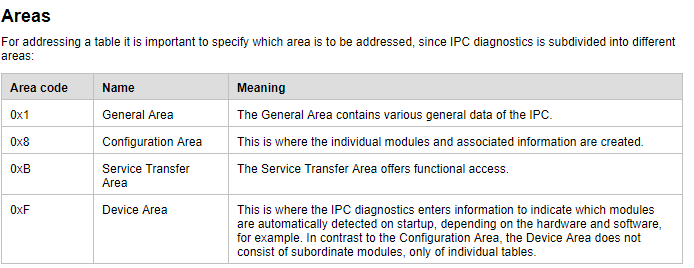 Areas
For addressing a table it is important to specify which area is to be addressed, since IPC diagnostics is subdivided into different
areas:
Area code Name Meaning
0x1 General Area The General Area contains various general data of the IPC.
0x8 Configuration Area This is where the individual modules and associated information are created.
0xB Service Transfer The Service Transfer Area offers functional access.
Area
0xF Device Area This is where the IPC diagnostics enters information to indicate which modules
are automatically detected on startup, depending on the hardware and software,
for example. In contrast to the Configuration Area, the Device Area does not
consist of subordinate modules, only of individual tables.